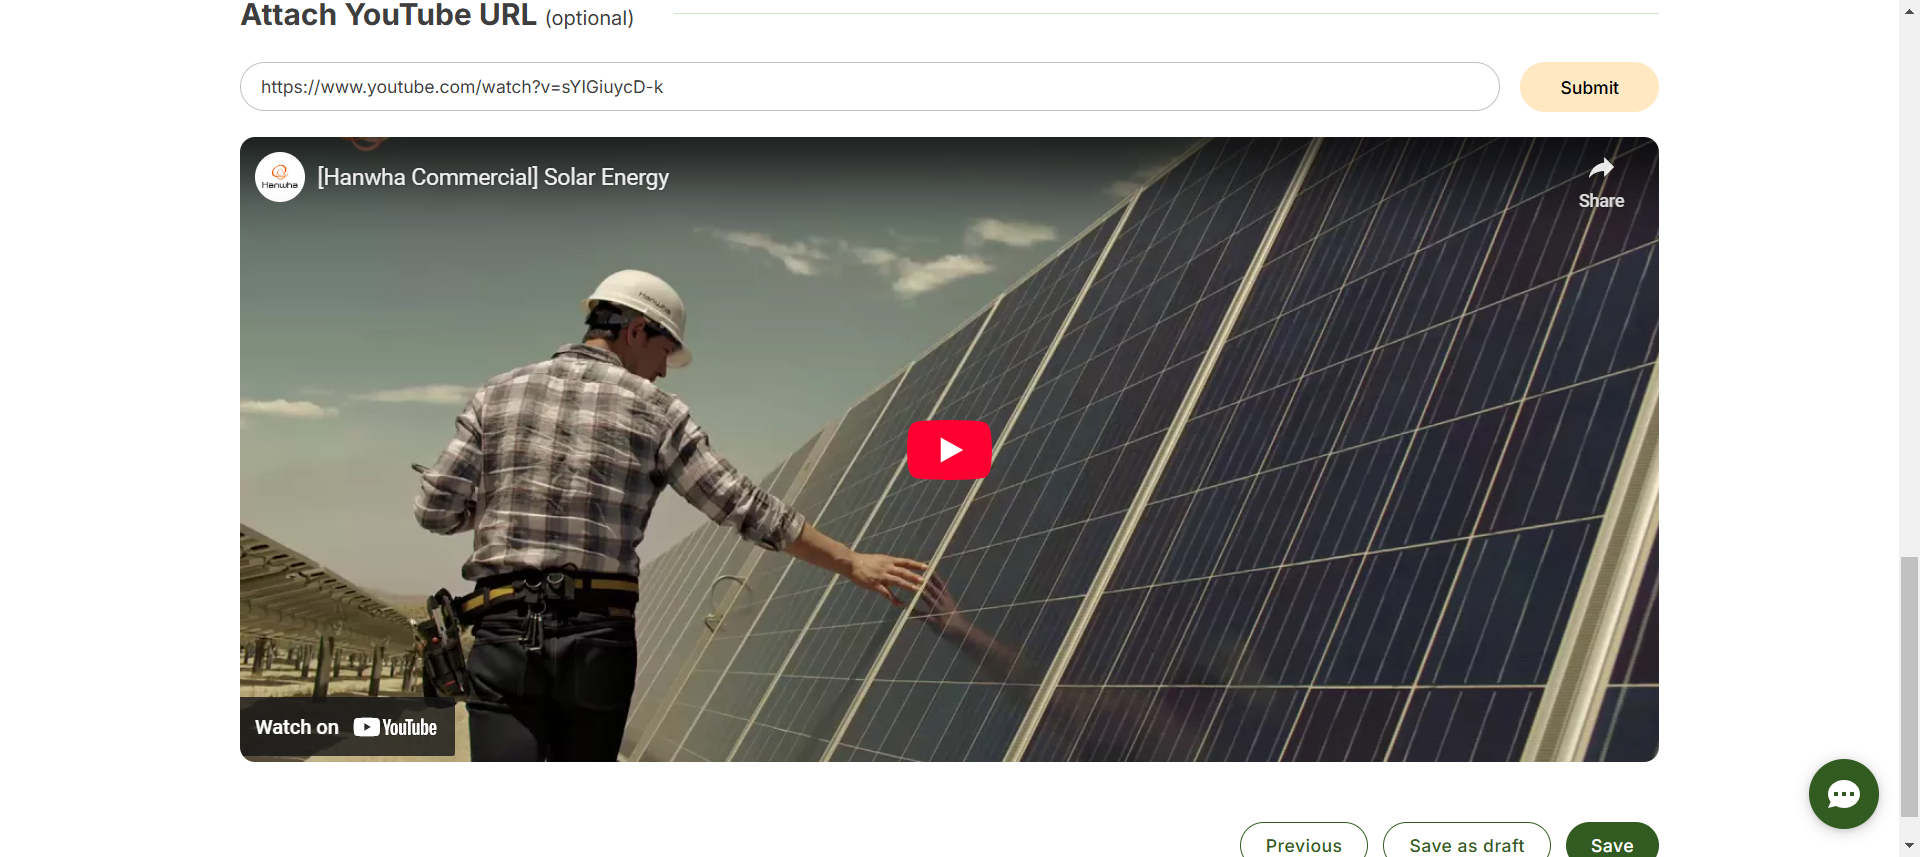 Attach YouTube URL (optional)
https://www.youtube.com/watch?v=sYIGiuycD-k
Submit
Hanwha
[Hanwha Commercial] Solar Energy
Share
Hanwha
Watch on YouTube
Previous
Save as draft
Save